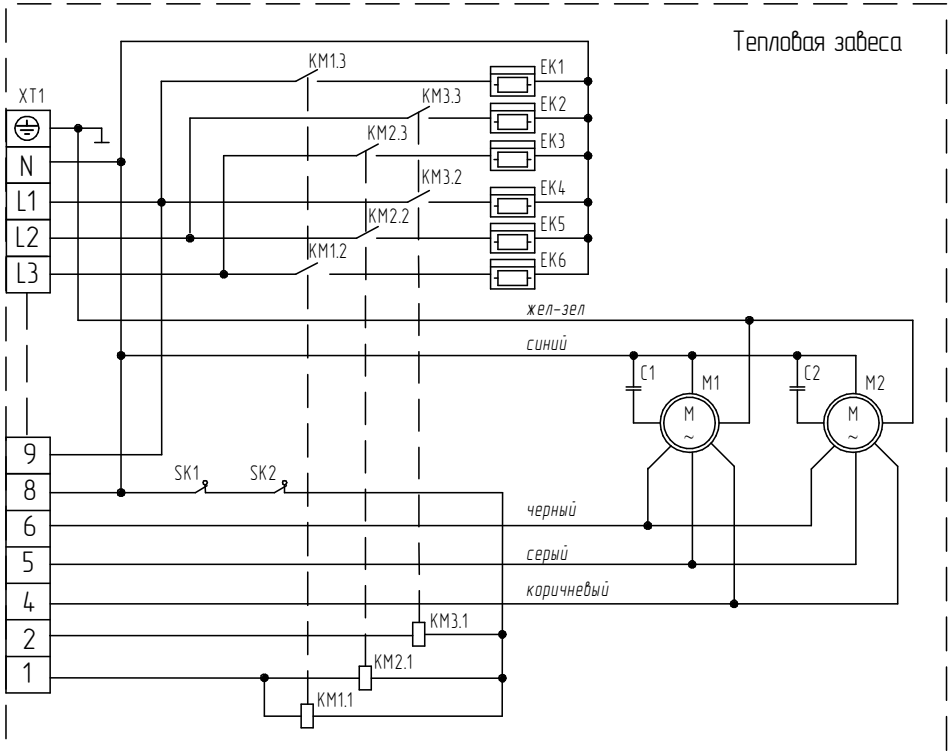 Тепловая завеса
KM1.3
EK1
XT1
KM3.3
EK2
KM2.3
EK3
N
KM3.2
EK4
L1
KM2.2
EK5
L2
KM1.2
EK6
L3
жел-зел
синий
C1
M1
C2
M2
M
~
M
~
9
SK1
SK2
8
черный
6
серый
5
коричневый
4
KM3.1
2
KM2.1
1
KM1.1